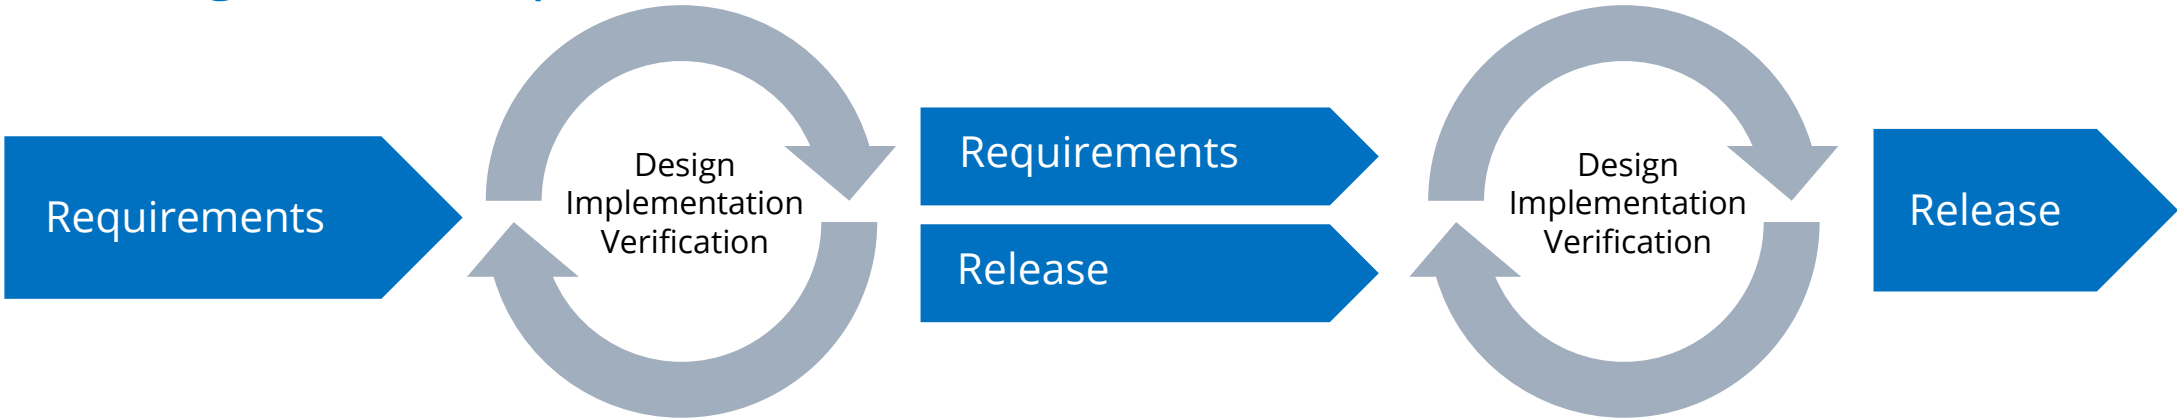 Requirements
Design
Implementation
Verification
Requirements
Release
Design
Implementation
Verification
Release